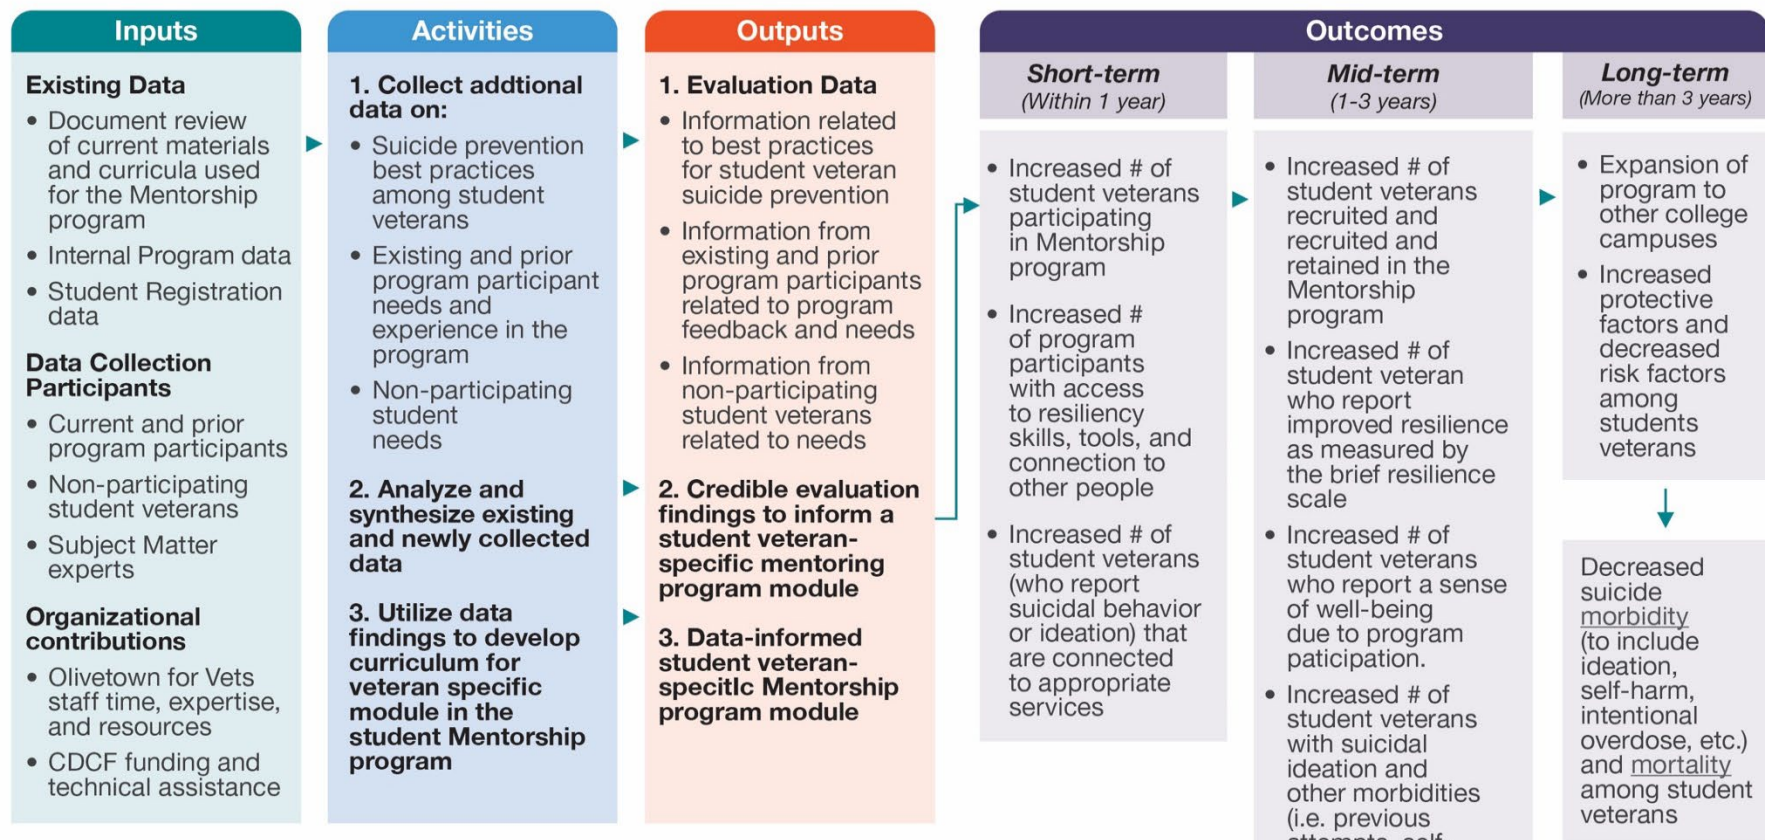 Inputs
Existing Data
• Document review
of current materials
and curricula used
for the Mentorship
program
• Internal Program data
• Student Registration
data
Data Collection
Participants
• Current and prior
program participants
• Non-participating
student veterans
• Subject Matter
experts
Organizational
contributions
• Olivetown for Vets
staff time, expertise,
and resources
• CDCF funding and
technical assistance
Activities
1. Collect addtional
data on:
• Suicide prevention
best practices
among student
veterans
• Existing and prior
program participant
needs and
experience in the
program
• Non-participating
student
needs
2. Analyze and
synthesize existing
and newly collected
data
3. Utilize data
findings to develop
curriculum for
veteran specific
module in the
student Mentorship
program
Outputs
1. Evaluation Data
• Information related
to best practices
for student veteran
suicide prevention
• Information from
existing and prior
program participants
related to program
feedback and needs
• Information from
non-participating
student veterans
related to needs
2. Credible evaluation
findings to inform a
student veteran-
specific mentoring
program module
3. Data-informed
student veteran-
specitlc Mentorship
program module
Outcomes
Short-term
(Within 1 year)
• Increased # of
student veterans
participating
in Mentorship
program
• Increased #
of program
participants
with access
to resiliency
skills, tools, and
connection to
other people
• Increased # of
student veterans
(who report
suicidal behavior
or ideation) that
are connected
to appropriate
services
Mid-term
(1-3 years)
• Increased # of
student veterans
recruited and
recruited and
retained in the
Mentorship
program
• Increased # of
student veteran
who report
improved resilience
as measured by
the brief resilience
scale
• Increased # of
student veterans
who report a sense
of well-being
due to program
paticipation.
• Increased # of
student veterans
with suicidal
ideation and
other morbidities
(i.e. previous
Long-term
(More than 3 years)
• Expansion of
program to
other college
campuses
• Increased
protective
factors and
decreased
risk factors
among
students
veterans
Decreased
suicide
morbidity
(to include
ideation,
self-harm,
intentional
overdose, etc.)
and mortality
among student
veterans